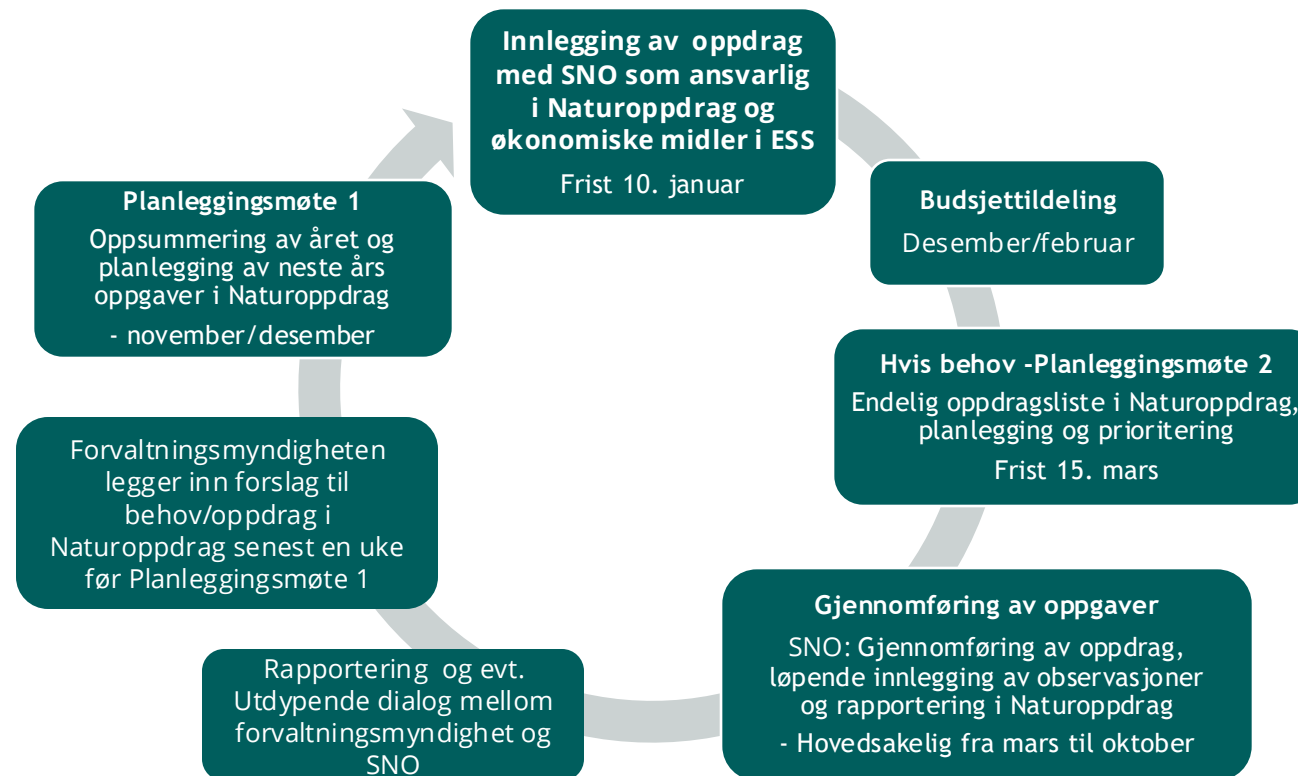 Innlegging av oppdrag
med SNO som ansvarlig
i Naturoppdrag og
økonomiske midler i ESS
Frist 10. januar
Budsjettildeling
Desember/februar
Hvis behov -Planleggingsmøte 2
Endelig oppdragsliste i Naturoppdrag,
planlegging og prioritering
Frist 15. mars
Gjennomføring av oppgaver
SNO: Gjennomføring av oppdrag,
løpende innlegging av observasjoner
og rapportering i Naturoppdrag
- Hovedsakelig fra mars til oktober
Rapportering og evt.
Utdypende dialog mellom
forvaltningsmyndighet og
SNO
Forvaltningsmyndigheten
legger inn forslag til
behov/oppdrag i
Naturoppdrag senest en uke
før Planleggingsmøte 1
Planleggingsmøte 1
Oppsummering av året og
planlegging av neste års
oppgaver i Naturoppdrag
- november/desember